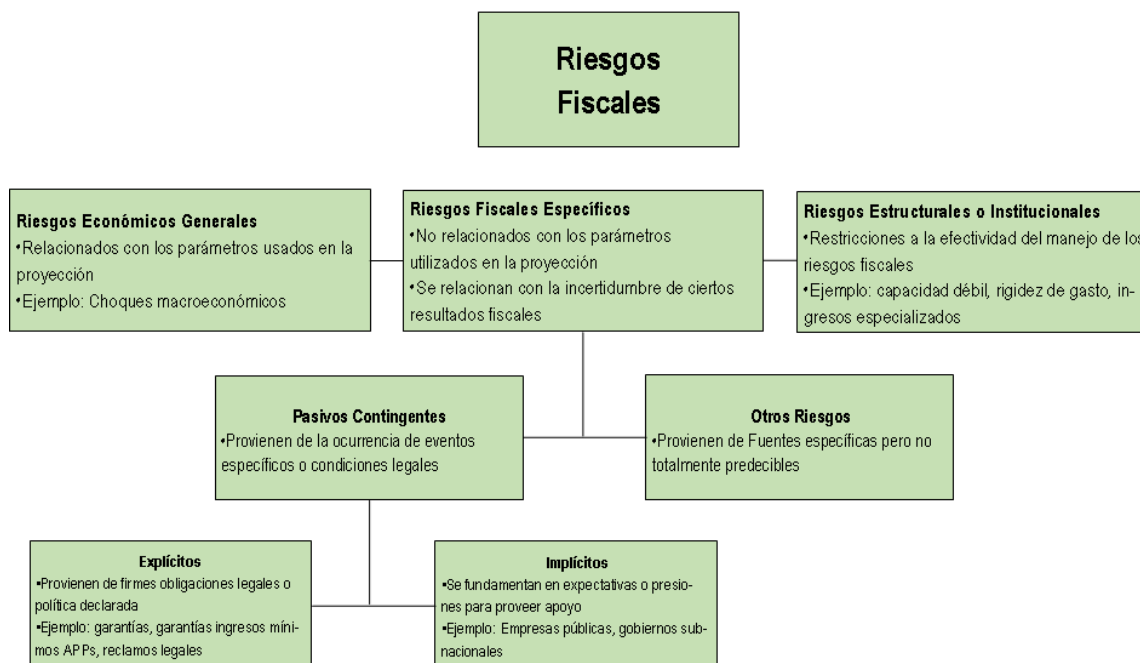 Riesgos
Fiscales
Riesgos Económicos Generales
•Relacionados con los parámetros usados en la
proyección
•Ejemplo: Choques macroeconómicos
Riesgos Fiscales Específicos
•No relacionados con los parámetros
utilizados en la proyección
•Se relacionan con la incertidumbre de ciertos
resultados fiscales
Riesgos Estructurales o Institucionales
•Restricciones a la efectividad del manejo de los
riesgos fiscales
•Ejemplo: capacidad débil, rigidez de gasto, in-
gresos especializados
Pasivos Contingentes
•Provienen de la ocurrencia de eventos
específicos o condiciones legales
Otros Riesgos
•Provienen de Fuentes específicas pero no
totalmente predecibles
Explícitos
▪Provienen de firmes obligaciones legales o
política declarada
▪Ejemplo: garantías, garantías ingresos míni-
mos APPs, reclamos legales
Implícitos
▪Se fundamentan en expectativas o presio-
nes para proveer apoyo
▪Ejemplo: Empresas públicas, gobiernos sub-
nacionales